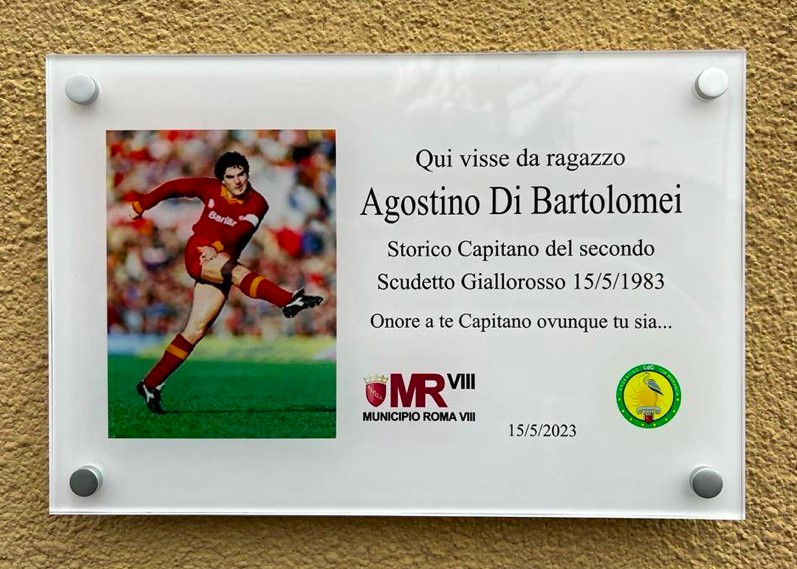 Qui visse da ragazzo
Agostino Di Bartolomei
Storico Capitano del secondo
Scudetto Giallorosso 15/5/1983
Onore a te Capitano ovunque tu sia...
Barilla
MR VIII
MUNICIPIO ROMA VIII
15/5/2023
CdQ